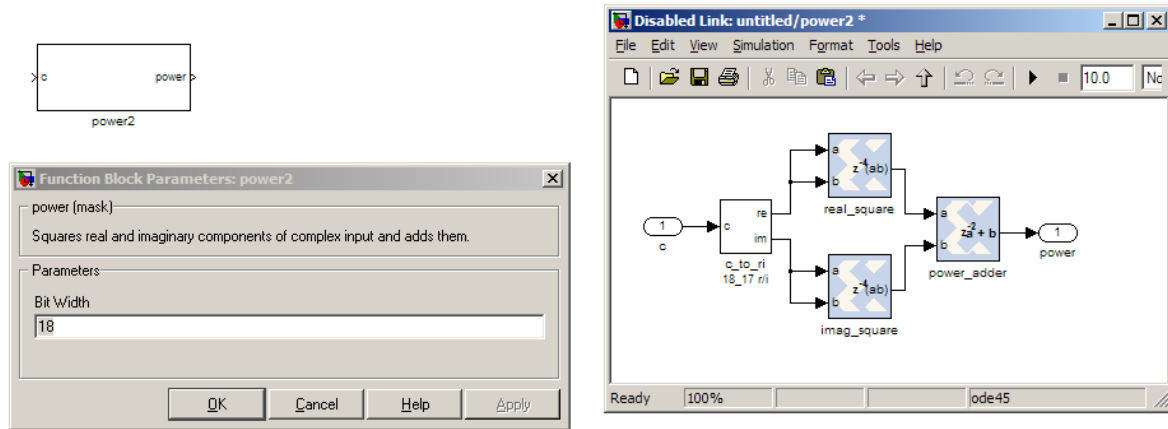 c power
power2
Function Block Parameters: power2
power (mask)
Squares real and imaginary components of complex input and adds them.
Parameters
Bit Width
18
OK Cancel Help Apply
Disabled Link: untitled/power2 *
File Edit View Simulation Format Tools Help
10.0 No
a
z⁻⁴(ab)
b
real_square
1
c
c re
im
c_to_ri
18_17 r/i
a
z⁻⁴(ab)
b
imag_square
a
za⁻² + b
b
power_adder
1
power
Ready 100% ode45